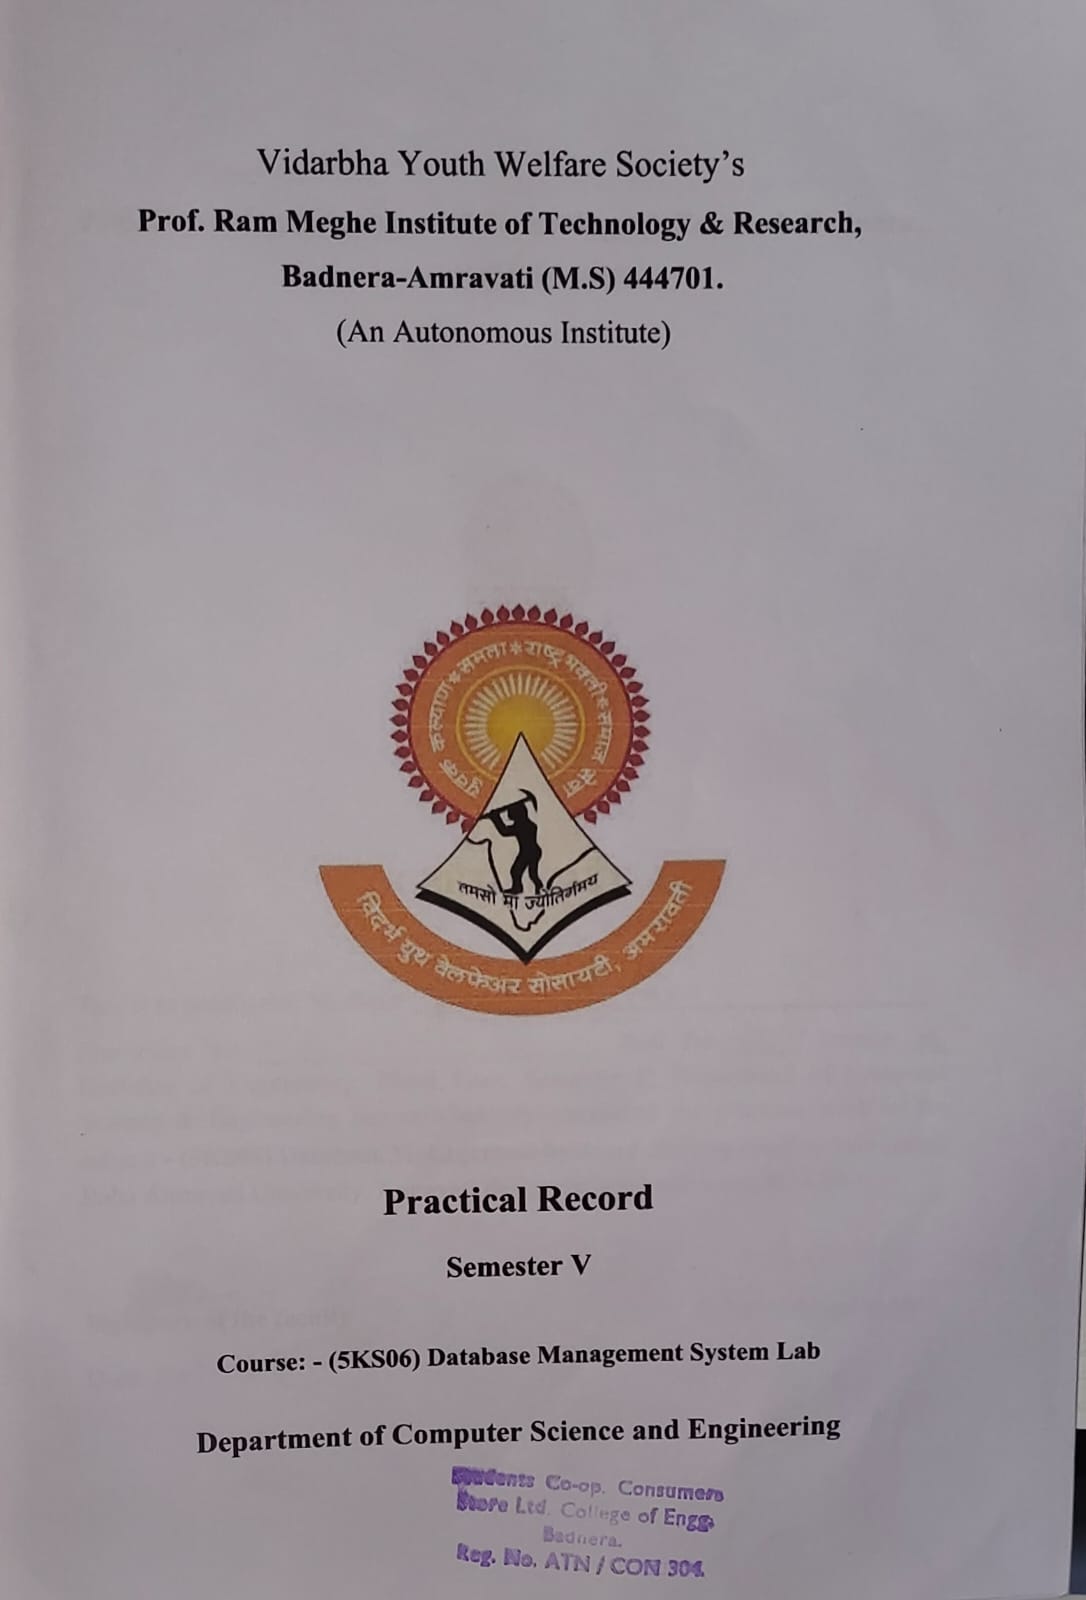 Vidarbha Youth Welfare Society's
Prof. Ram Meghe Institute of Technology & Research,
Badnera-Amravati (M.S) 444701.
(An Autonomous Institute)
युवक कल्याण * समता * राष्ट्रभक्ती * समाज सेवा
तमसो मा ज्योतिर्गमय
विदर्भ युथ वेलफेअर सोसायटी, अमरावती
Practical Record
Semester V
Course: - (5KS06) Database Management System Lab
Department of Computer Science and Engineering
Students Co-op. Consumers
Store Ltd. College of Engg.
Badnera.
Reg. No. ATN / CON 304.